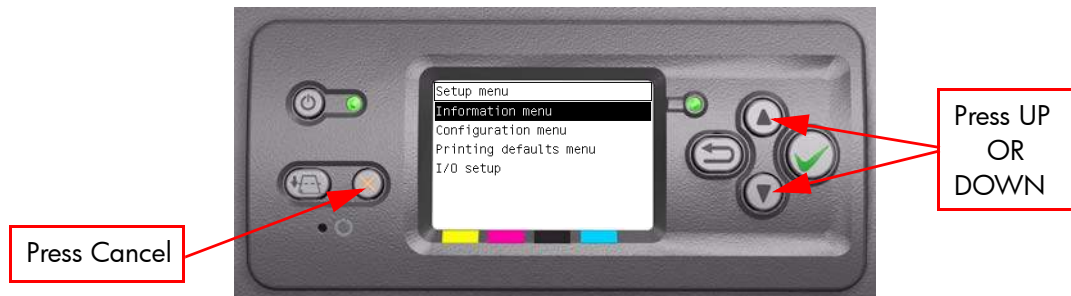 Setup menu
Information menu
Configuration menu
Printing defaults menu
I/O setup
Press UP
OR
DOWN
Press Cancel